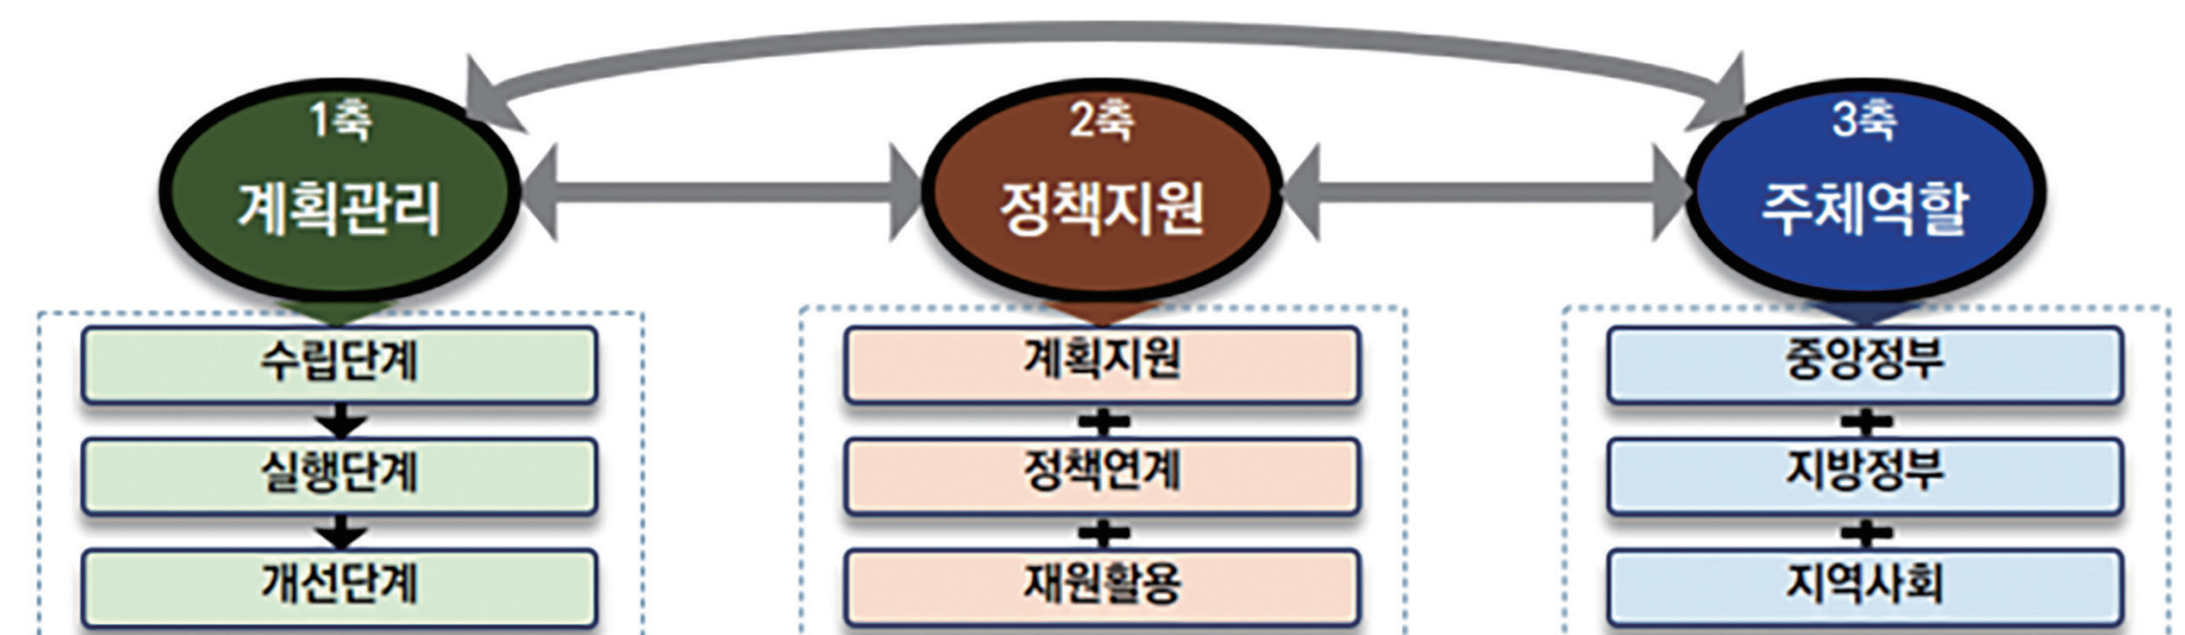 1축
계획관리
2축
정책지원
3축
주체역할
수립단계
실행단계
개선단계
계획지원
정책연계
재원활용
중앙정부
지방정부
지역사회